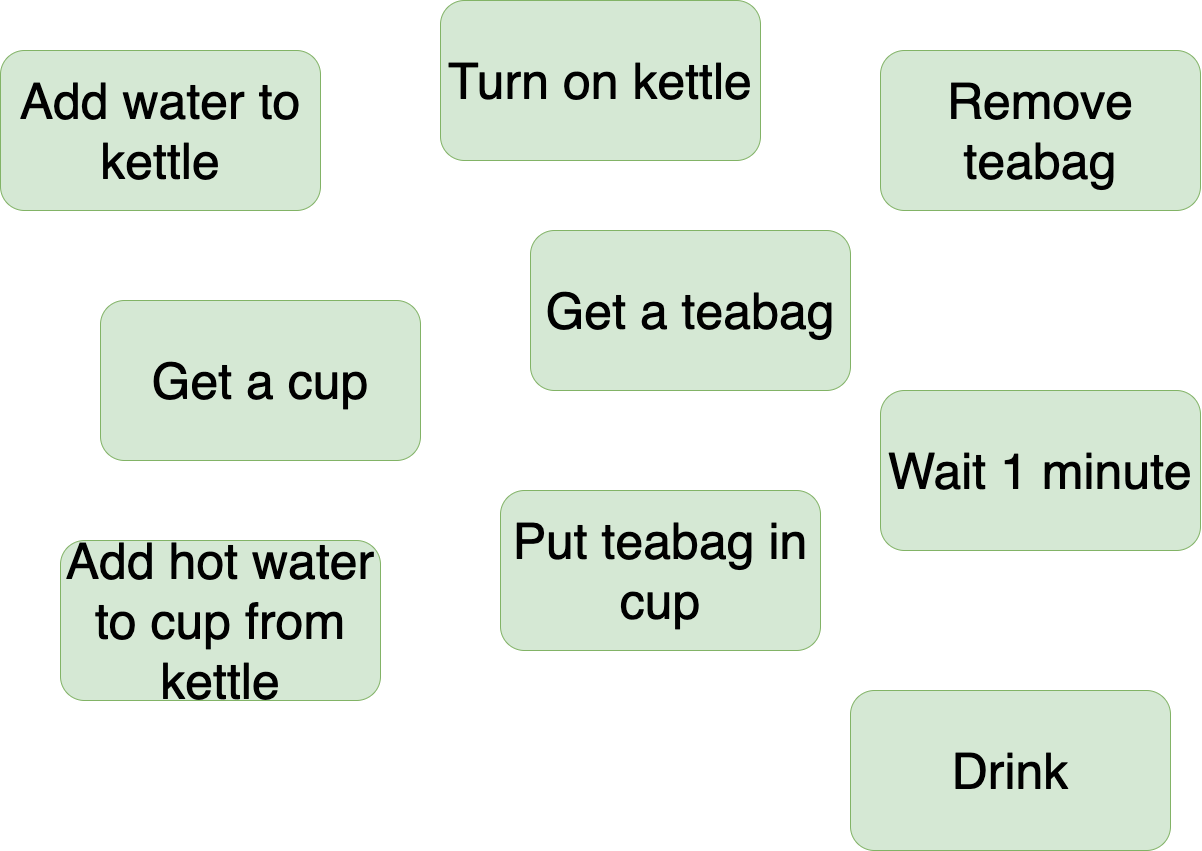 Add water to
kettle
Turn on kettle
Remove
teabag
Get a cup
Get a teabag
Wait 1 minute
Add hot water
to cup from
kettle
Put teabag in
cup
Drink